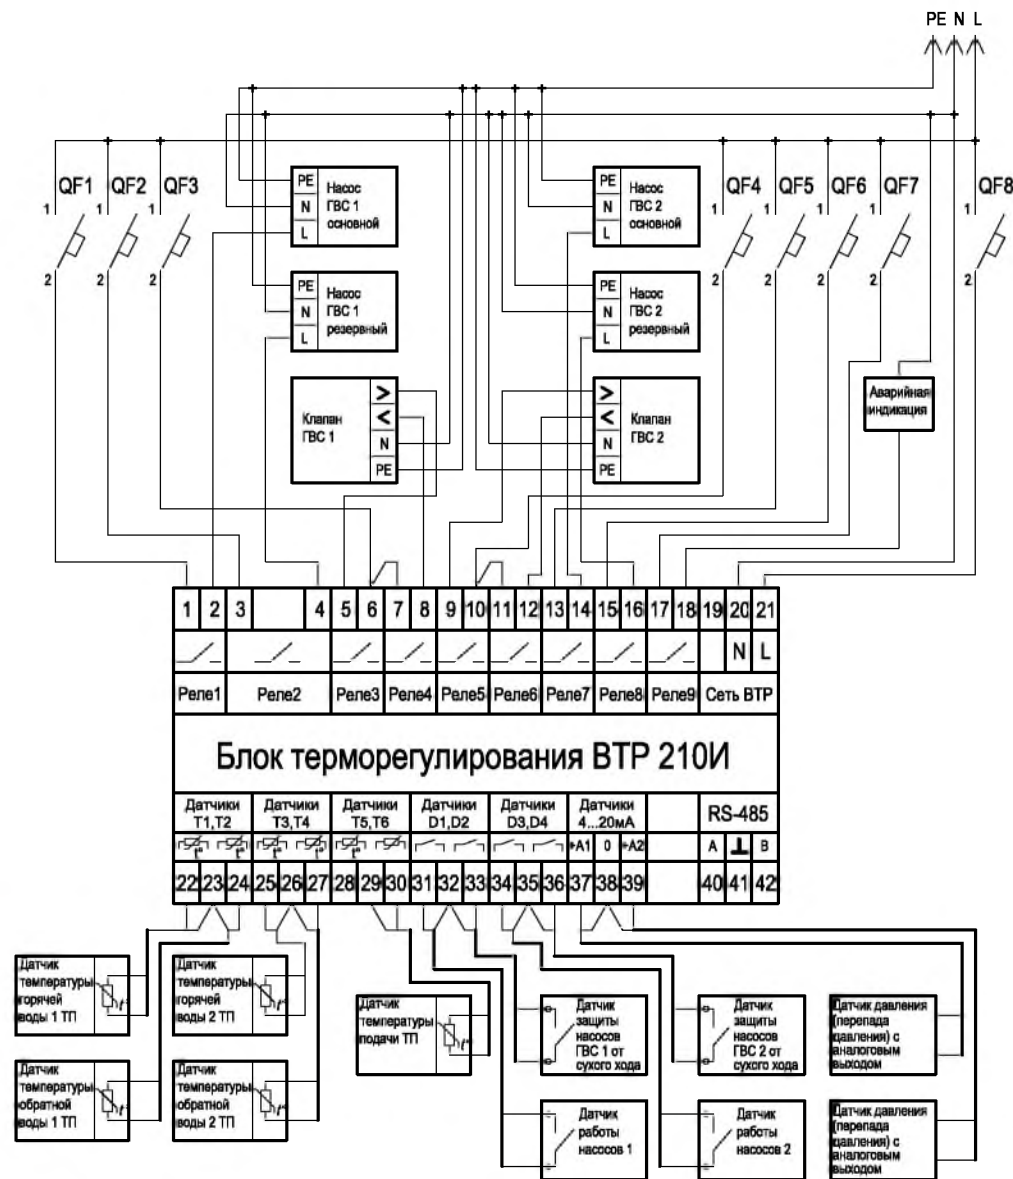 PE N L
QF1 QF2 QF3 QF4 QF5 QF6 QF7 QF8
1 1 1 1 1 1 1 1
2 2 2 2 2 2 2 2
PE
N
L
Насос
ГВС 1
основной
PE
N
L
Насос
ГВС 2
основной
PE
N
L
Насос
ГВС 1
резервный
PE
N
L
Насос
ГВС 2
резервный
Клапан
ГВС 1
>
<
N
PE
>
<
N
PE
Клапан
ГВС 2
Аварийная
индикация
1 2 3 4 5 6 7 8 9 10 11 12 13 14 15 16 17 18 19 20 21
N L
Реле1 Реле2 Реле3 Реле4 Реле5 Реле6 Реле7 Реле8 Реле9 Сеть ВТР
Блок терморегулирования ВТР 210И
Датчики
Т1,Т2
Датчики
Т3,Т4
Датчики
Т5,Т6
Датчики
D1,D2
Датчики
D3,D4
Датчики
4...20мА
RS-485
t° t° t° t° t° t°
+A1 0 +A2 A B
22 23 24 25 26 27 28 29 30 31 32 33 34 35 36 37 38 39 40 41 42
Датчик
температуры
горячей
воды 1 ТП
t°
Датчик
температуры
горячей
воды 2 ТП
t°
Датчик
температуры
подачи ТП
t°
Датчик
защиты
насосов
ГВС 1 от
сухого хода
Датчик
защиты
насосов
ГВС 2 от
сухого хода
Датчик давления
(перепада
давления) с
аналоговым
выходом
Датчик
температуры
обратной
воды 1 ТП
t°
Датчик
температуры
обратной
воды 2 ТП
t°
Датчик
работы
насосов 1
Датчик
работы
насосов 2
Датчик давления
(перепада
давления) с
аналоговым
выходом